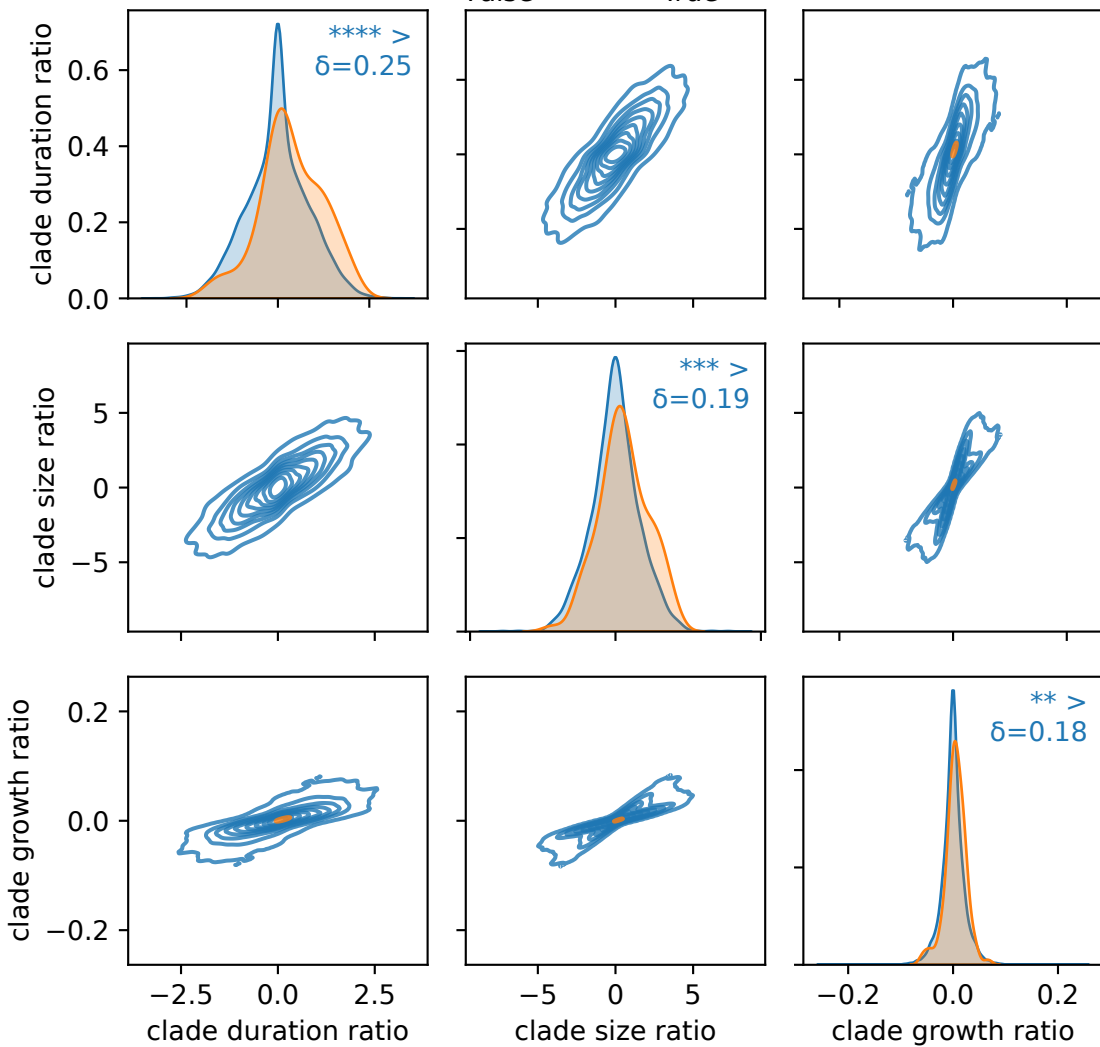 clade duration ratio
0.6
0.4
0.2
0.0
**** >
δ=0.25
clade size ratio
5
0
−5
*** >
δ=0.19
clade growth ratio
0.2
0.0
−0.2
** >
δ=0.18
−2.5 0.0 2.5
−5 0 5
−0.2 0.0 0.2
clade duration ratio
clade size ratio
clade growth ratio